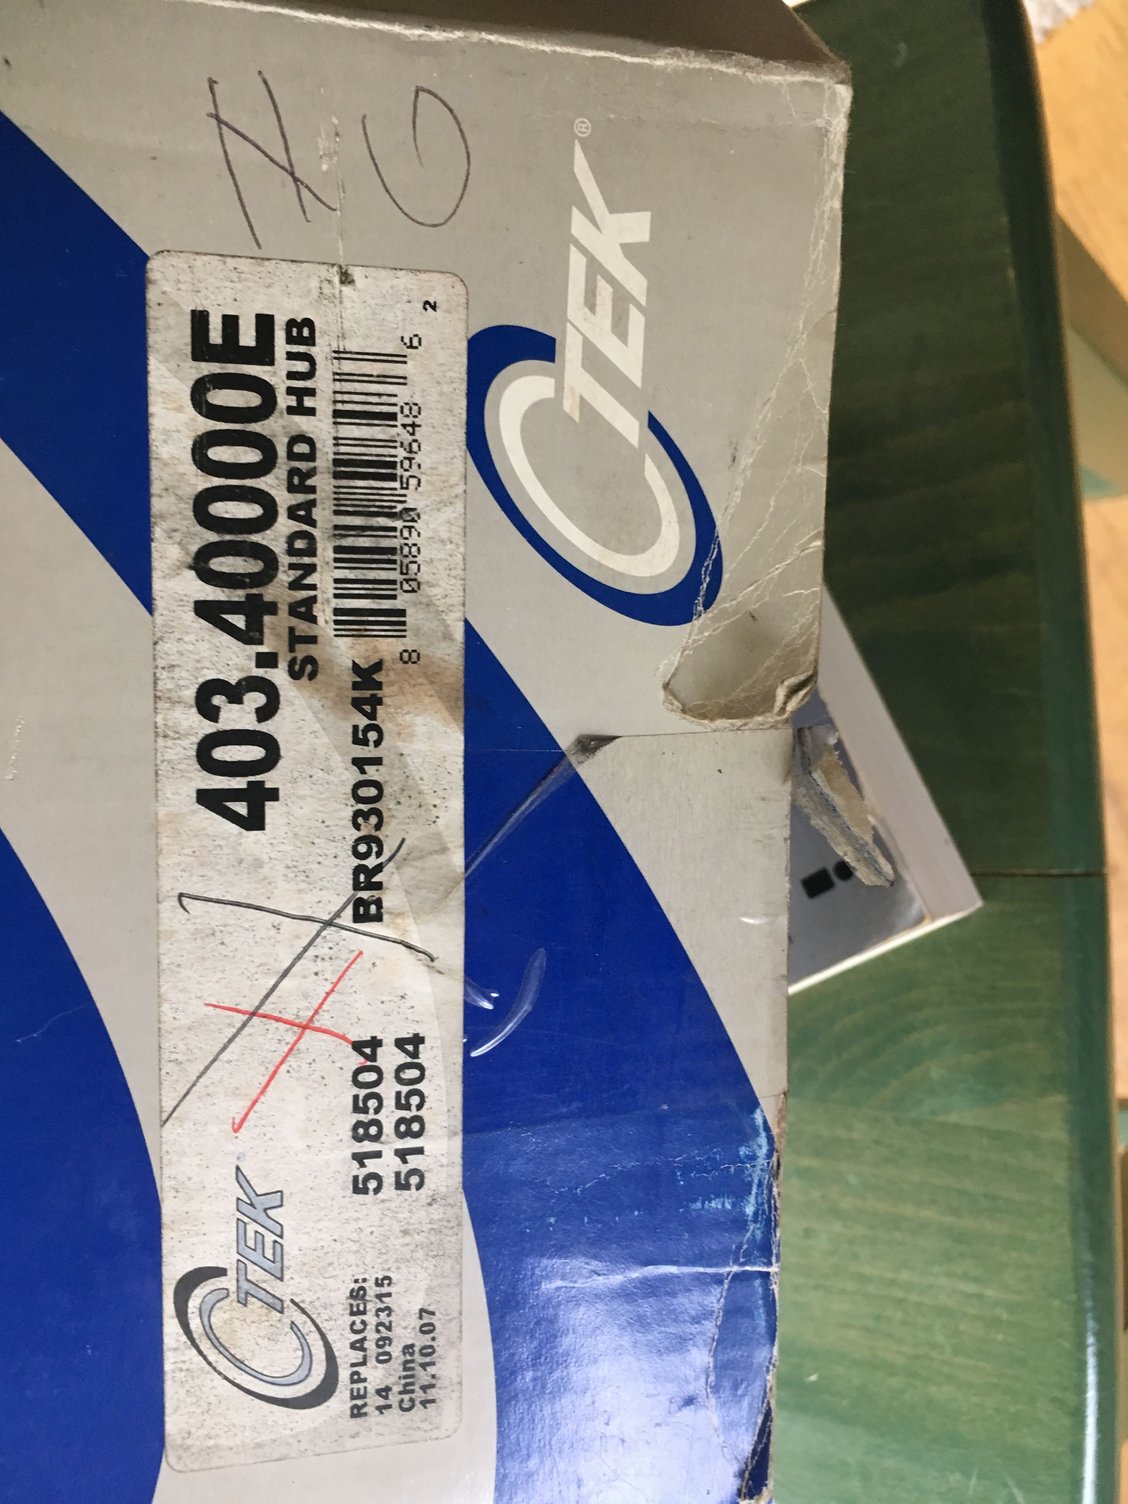 CTEK®
403.40000E
STANDARD HUB
8 05890 59648 6
2
BR930154K
518504
518504
CTEK
REPLACES:
14 092315
China
11.10.07